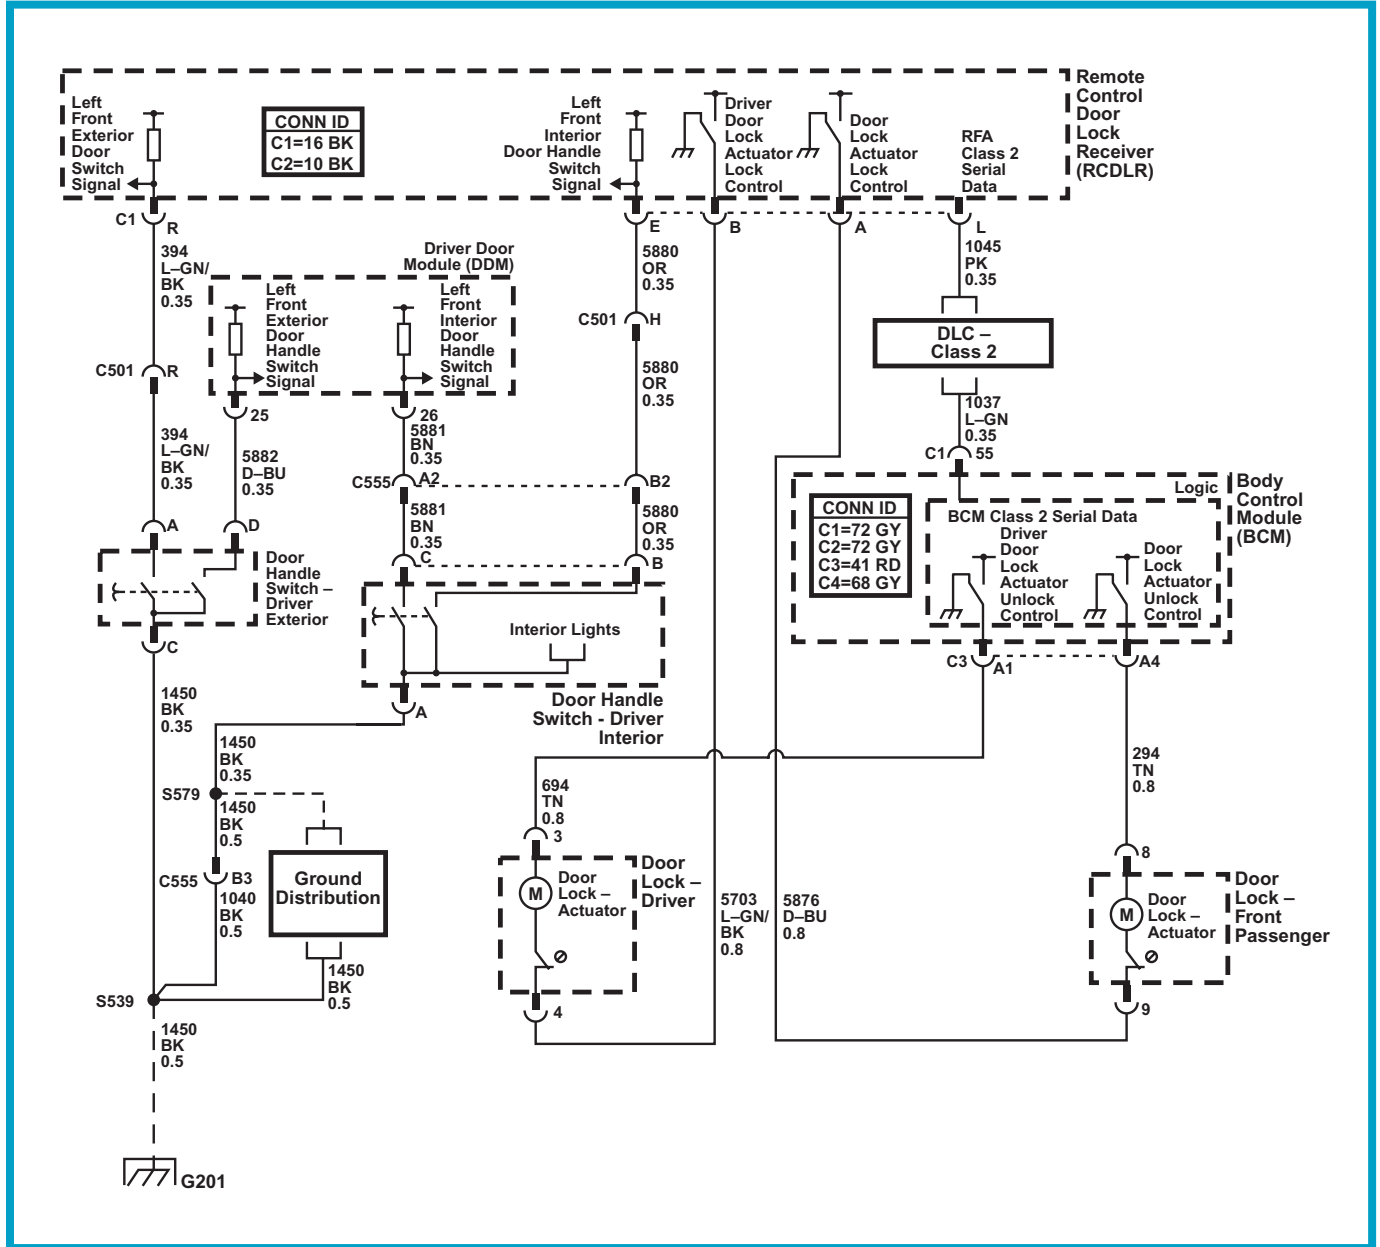 Remote
Control
Door
Lock
Receiver
(RCDLR)
Left
Front
Exterior
Door
Switch
Signal
CONN ID
C1=16 BK
C2=10 BK
Left
Front
Interior
Door Handle
Switch
Signal
Driver
Door
Lock
Actuator
Lock
Control
Door
Lock
Actuator
Lock
Control
RFA
Class 2
Serial
Data
C1
R
E
B
A
L
394
L–GN/
BK
0.35
Driver Door
Module (DDM)
Left
Front
Exterior
Door
Handle
Switch
Signal
Left
Front
Interior
Door
Handle
Switch
Signal
5880
OR
0.35
1045
PK
0.35
C501
H
DLC –
Class 2
C501
R
5880
OR
0.35
25
26
1037
L–GN
0.35
394
L–GN/
BK
0.35
5882
D–BU
0.35
5881
BN
0.35
C1
55
C555
A2
B2
Body
Control
Module
(BCM)
Logic
CONN ID
C1=72 GY
C2=72 GY
C3=41 RD
C4=68 GY
BCM Class 2 Serial Data
Driver
Door
Lock
Actuator
Unlock
Control
Door
Lock
Actuator
Unlock
Control
5881
BN
0.35
5880
OR
0.35
A
D
C
B
Door
Handle
Switch –
Driver
Exterior
Interior Lights
C
C3
A1
A4
A
Door Handle
Switch - Driver
Interior
1450
BK
0.35
1450
BK
0.35
S579
1450
BK
0.5
694
TN
0.8
3
294
TN
0.8
8
C555
B3
1040
BK
0.5
Ground
Distribution
Door
Lock –
Driver
M
Door
Lock –
Actuator
5703
L–GN/
BK
0.8
5876
D–BU
0.8
Door
Lock –
Front
Passenger
M
Door
Lock –
Actuator
1450
BK
0.5
S539
4
9
1450
BK
0.5
G201